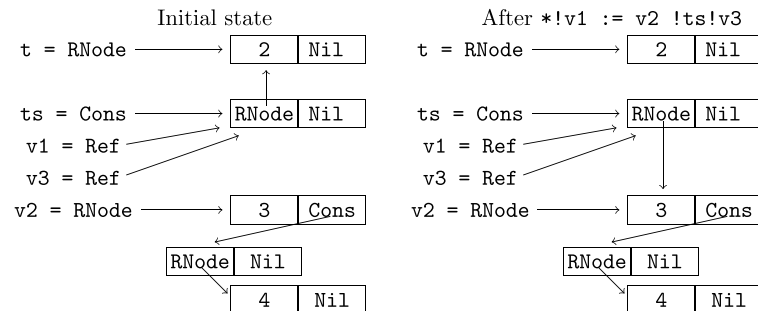 Initial state
t = RNode 2 Nil
ts = Cons RNode Nil
v1 = Ref
v3 = Ref
v2 = RNode 3 Cons
RNode Nil
4 Nil
After *!v1 := v2 !ts!v3
t = RNode 2 Nil
ts = Cons RNode Nil
v1 = Ref
v3 = Ref
v2 = RNode 3 Cons
RNode Nil
4 Nil